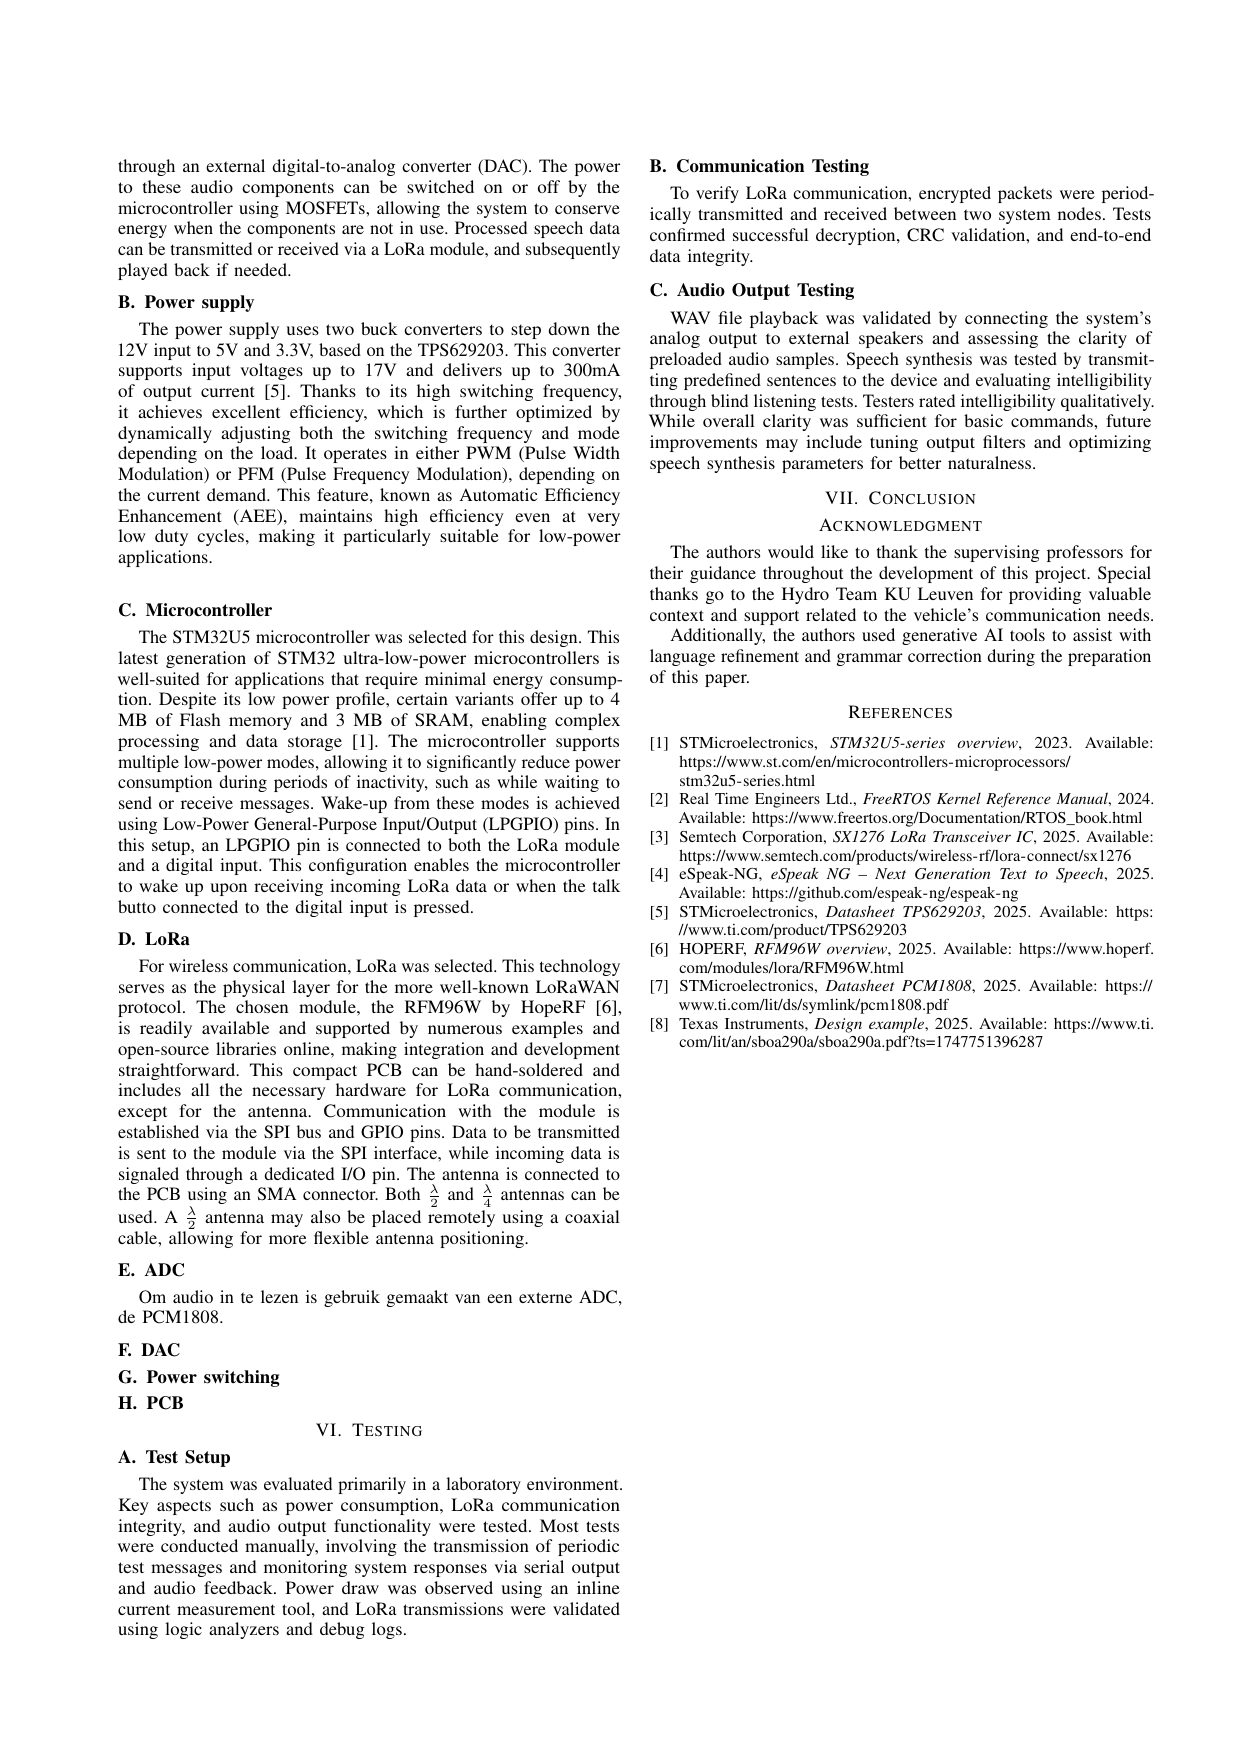 through an external digital-to-analog converter (DAC). The power
to these audio components can be switched on or off by the
microcontroller using MOSFETs, allowing the system to conserve
energy when the components are not in use. Processed speech data
can be transmitted or received via a LoRa module, and subsequently
played back if needed.
B. Power supply
The power supply uses two buck converters to step down the
12V input to 5V and 3.3V, based on the TPS629203. This converter
supports input voltages up to 17V and delivers up to 300mA
of output current [5]. Thanks to its high switching frequency,
it achieves excellent efficiency, which is further optimized by
dynamically adjusting both the switching frequency and mode
depending on the load. It operates in either PWM (Pulse Width
Modulation) or PFM (Pulse Frequency Modulation), depending on
the current demand. This feature, known as Automatic Efficiency
Enhancement (AEE), maintains high efficiency even at very
low duty cycles, making it particularly suitable for low-power
applications.
C. Microcontroller
The STM32U5 microcontroller was selected for this design. This
latest generation of STM32 ultra-low-power microcontrollers is
well-suited for applications that require minimal energy consump-
tion. Despite its low power profile, certain variants offer up to 4
MB of Flash memory and 3 MB of SRAM, enabling complex
processing and data storage [1]. The microcontroller supports
multiple low-power modes, allowing it to significantly reduce power
consumption during periods of inactivity, such as while waiting to
send or receive messages. Wake-up from these modes is achieved
using Low-Power General-Purpose Input/Output (LPGPIO) pins. In
this setup, an LPGPIO pin is connected to both the LoRa module
and a digital input. This configuration enables the microcontroller
to wake up upon receiving incoming LoRa data or when the talk
butto connected to the digital input is pressed.
D. LoRa
For wireless communication, LoRa was selected. This technology
serves as the physical layer for the more well-known LoRaWAN
protocol. The chosen module, the RFM96W by HopeRF [6],
is readily available and supported by numerous examples and
open-source libraries online, making integration and development
straightforward. This compact PCB can be hand-soldered and
includes all the necessary hardware for LoRa communication,
except for the antenna. Communication with the module is
established via the SPI bus and GPIO pins. Data to be transmitted
is sent to the module via the SPI interface, while incoming data is
signaled through a dedicated I/O pin. The antenna is connected to
the PCB using an SMA connector. Both λ/2 and λ/4 antennas can be
used. A λ/2 antenna may also be placed remotely using a coaxial
cable, allowing for more flexible antenna positioning.
E. ADC
Om audio in te lezen is gebruik gemaakt van een externe ADC,
de PCM1808.
F. DAC
G. Power switching
H. PCB
VI. TESTING
A. Test Setup
The system was evaluated primarily in a laboratory environment.
Key aspects such as power consumption, LoRa communication
integrity, and audio output functionality were tested. Most tests
were conducted manually, involving the transmission of periodic
test messages and monitoring system responses via serial output
and audio feedback. Power draw was observed using an inline
current measurement tool, and LoRa transmissions were validated
using logic analyzers and debug logs.
B. Communication Testing
To verify LoRa communication, encrypted packets were period-
ically transmitted and received between two system nodes. Tests
confirmed successful decryption, CRC validation, and end-to-end
data integrity.
C. Audio Output Testing
WAV file playback was validated by connecting the system's
analog output to external speakers and assessing the clarity of
preloaded audio samples. Speech synthesis was tested by transmit-
ting predefined sentences to the device and evaluating intelligibility
through blind listening tests. Testers rated intelligibility qualitatively.
While overall clarity was sufficient for basic commands, future
improvements may include tuning output filters and optimizing
speech synthesis parameters for better naturalness.
VII. CONCLUSION
ACKNOWLEDGMENT
The authors would like to thank the supervising professors for
their guidance throughout the development of this project. Special
thanks go to the Hydro Team KU Leuven for providing valuable
context and support related to the vehicle's communication needs.
Additionally, the authors used generative AI tools to assist with
language refinement and grammar correction during the preparation
of this paper.
REFERENCES
[1] STMicroelectronics, STM32U5-series overview, 2023. Available:
https://www.st.com/en/microcontrollers-microprocessors/
stm32u5-series.html
[2] Real Time Engineers Ltd., FreeRTOS Kernel Reference Manual, 2024.
Available: https://www.freertos.org/Documentation/RTOS_book.html
[3] Semtech Corporation, SX1276 LoRa Transceiver IC, 2025. Available:
https://www.semtech.com/products/wireless-rf/lora-connect/sx1276
[4] eSpeak-NG, eSpeak NG – Next Generation Text to Speech, 2025.
Available: https://github.com/espeak-ng/espeak-ng
[5] STMicroelectronics, Datasheet TPS629203, 2025. Available: https:
//www.ti.com/product/TPS629203
[6] HOPERF, RFM96W overview, 2025. Available: https://www.hoperf.
com/modules/lora/RFM96W.html
[7] STMicroelectronics, Datasheet PCM1808, 2025. Available: https://
www.ti.com/lit/ds/symlink/pcm1808.pdf
[8] Texas Instruments, Design example, 2025. Available: https://www.ti.
com/lit/an/sboa290a/sboa290a.pdf?ts=1747751396287